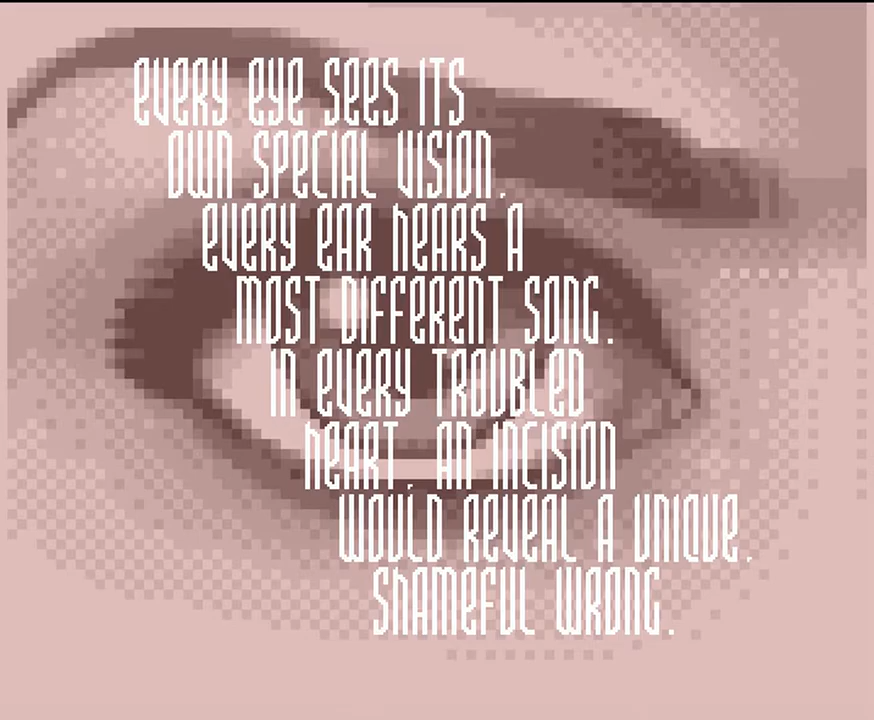 EVERY EYE SEES ITS
OWN SPECIAL VISION.
EVERY EAR HEARS A
MOST DIFFERENT SONG.
IN EVERY TROUBLED
HEART, AN INCISION
WOULD REVEAL A UNIQUE,
SHAMEFUL WRONG.